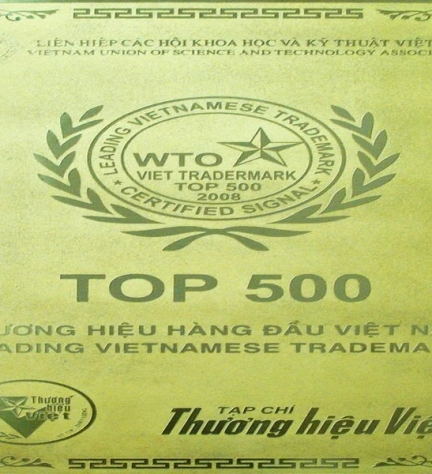 LIÊN HIỆP CÁC HỘI KHOA HỌC VÀ KỸ THUẬT VIỆT
VIETNAM UNION OF SCIENCE AND TECHNOLOGY ASSOC
LEADING VIETNAMESE TRADEMARK
WTO
VIET TRADERMARK
TOP 500
2008
CERTIFIED SIGNAL
TOP 500
ƯƠNG HIỆU HÀNG ĐẦU VIỆT N
ADING VIETNAMESE TRADEMA
Thương
hiệu
Việt
TẠP CHÍ
Thương hiệu Việ